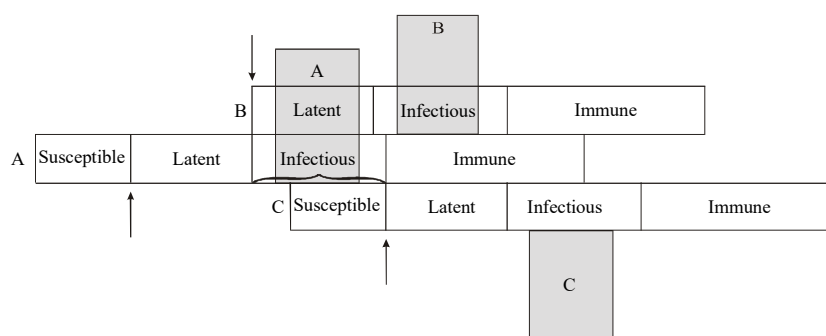 B
A
B Latent Infectious Immune
A Susceptible Latent Infectious Immune
C Susceptible Latent Infectious Immune
C